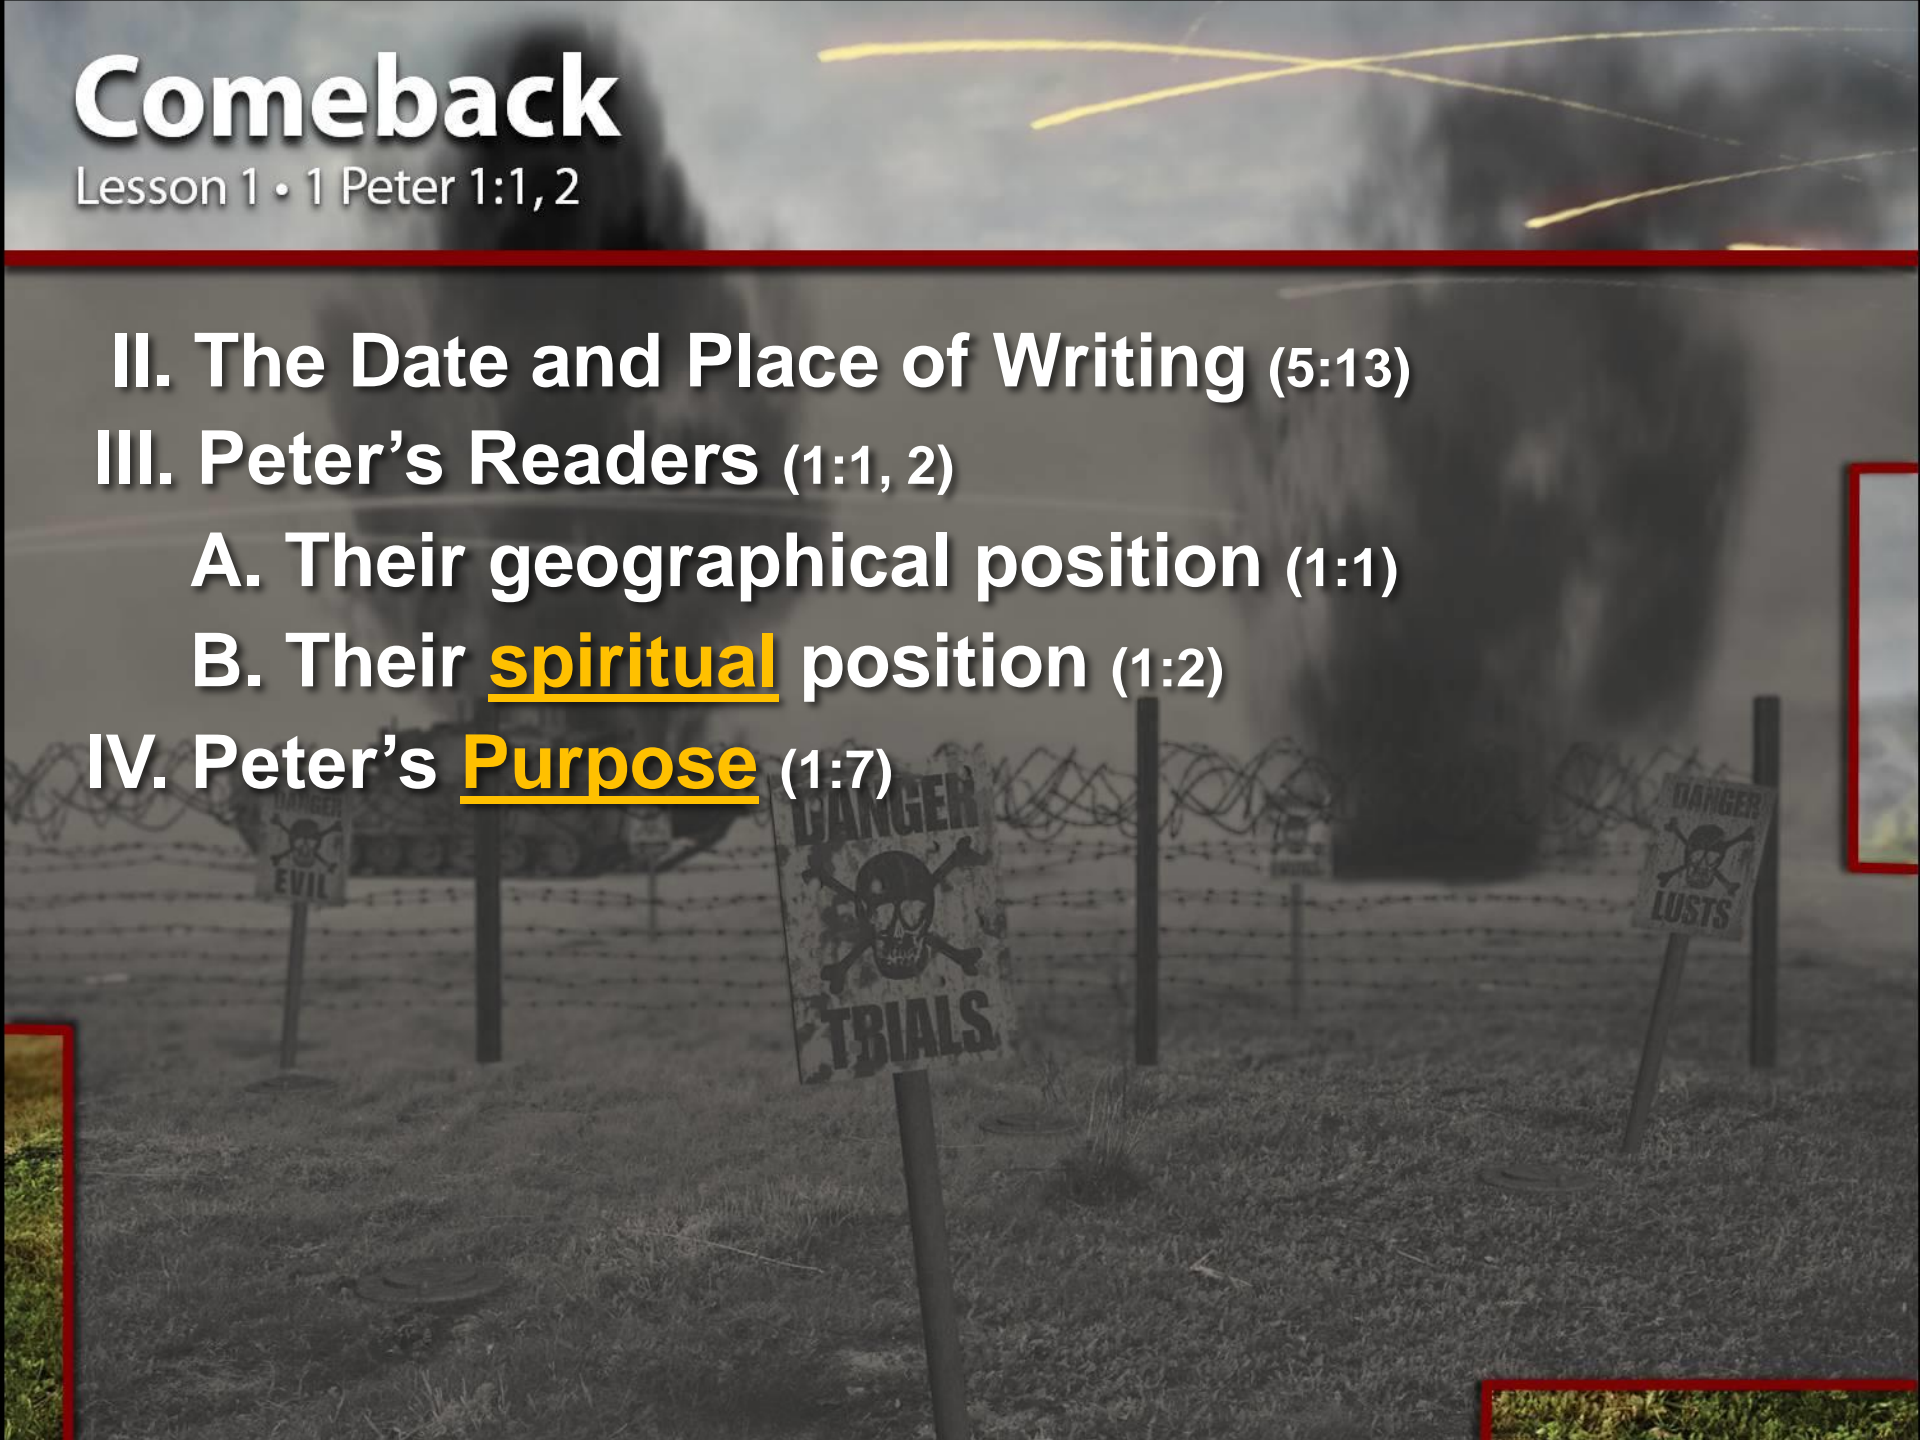 Comeback
Lesson 1 • 1 Peter 1:1, 2
II. The Date and Place of Writing (5:13)
III. Peter’s Readers (1:1, 2)
A. Their geographical position (1:1)
B. Their spiritual position (1:2)
IV. Peter’s Purpose (1:7)
DANGER
EVIL
DANGER
TRIALS
DANGER
LUSTS